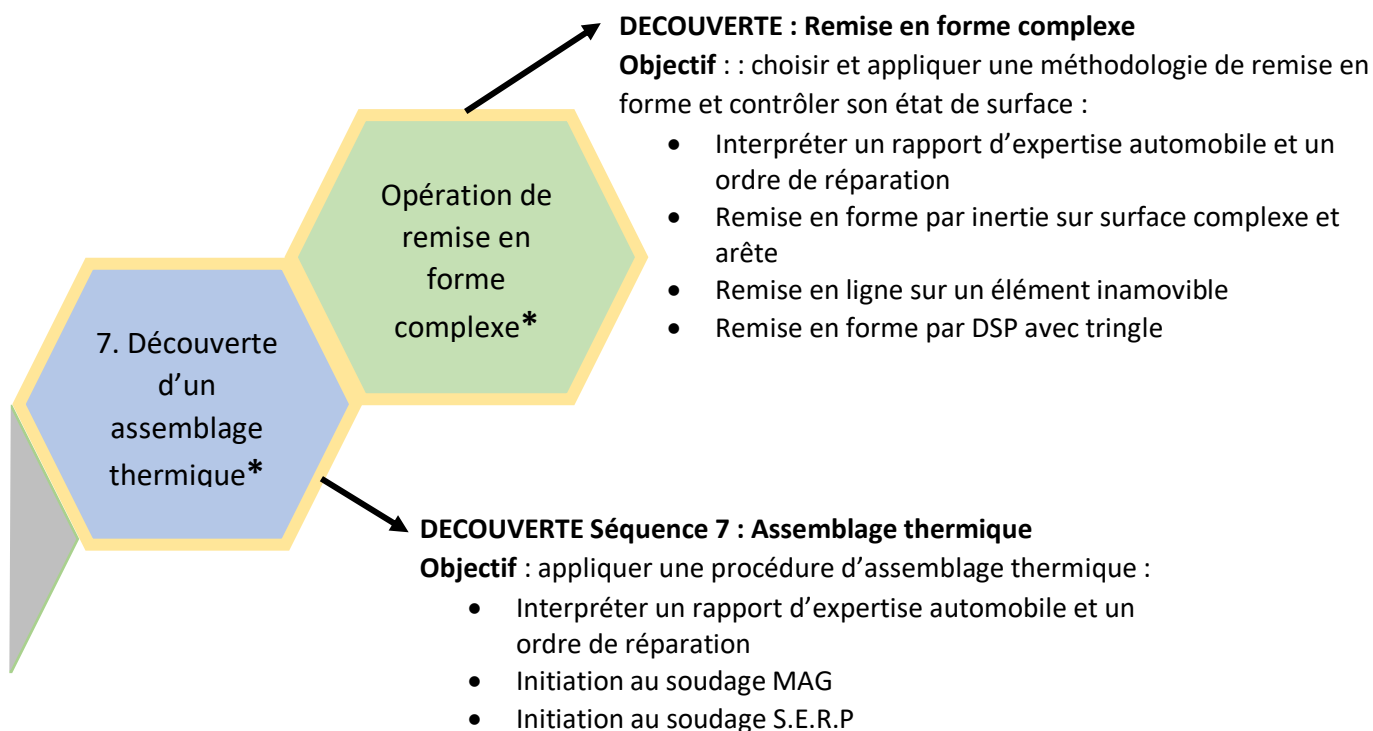 DECOUVERTE : Remise en forme complexe
Objectif : : choisir et appliquer une méthodologie de remise en
forme et contrôler son état de surface :
• Interpréter un rapport d’expertise automobile et un
ordre de réparation
• Remise en forme par inertie sur surface complexe et
arête
• Remise en ligne sur un élément inamovible
• Remise en forme par DSP avec tringle
Opération de
remise en
forme
complexe*
7. Découverte
d’un
assemblage
thermique*
DECOUVERTE Séquence 7 : Assemblage thermique
Objectif : appliquer une procédure d’assemblage thermique :
• Interpréter un rapport d’expertise automobile et un
ordre de réparation
• Initiation au soudage MAG
• Initiation au soudage S.E.R.P